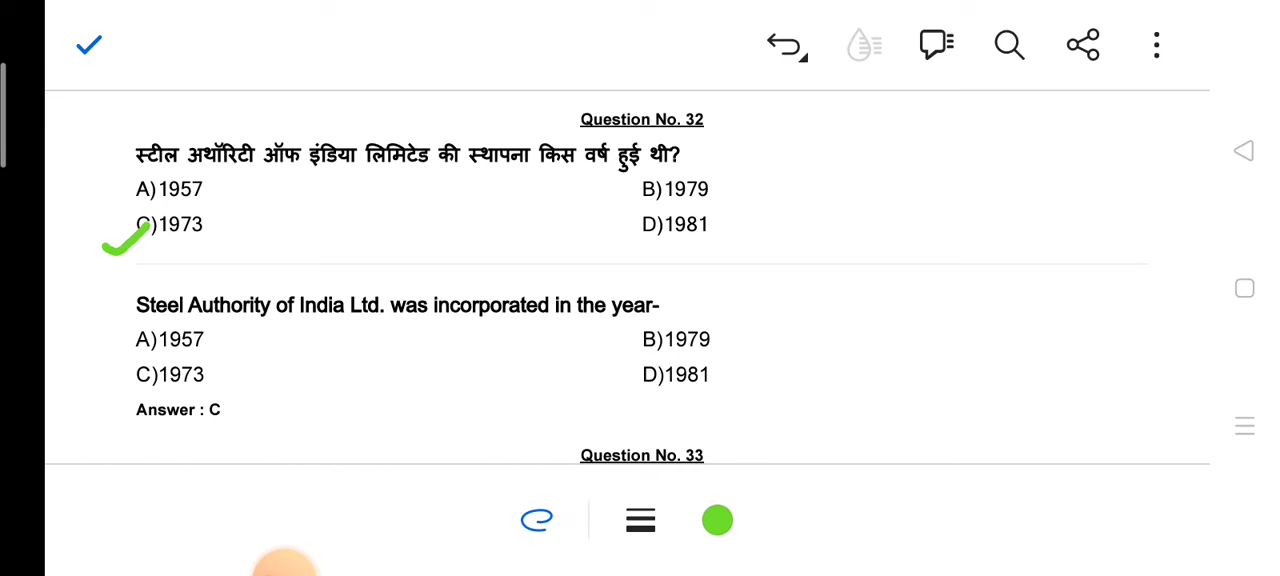 Question No. 32
स्टील अथॉरिटी ऑफ इंडिया लिमिटेड की स्थापना किस वर्ष हुई थी?
A)1957 B)1979
C)1973 D)1981
Steel Authority of India Ltd. was incorporated in the year-
A)1957 B)1979
C)1973 D)1981
Answer : C
Question No. 33